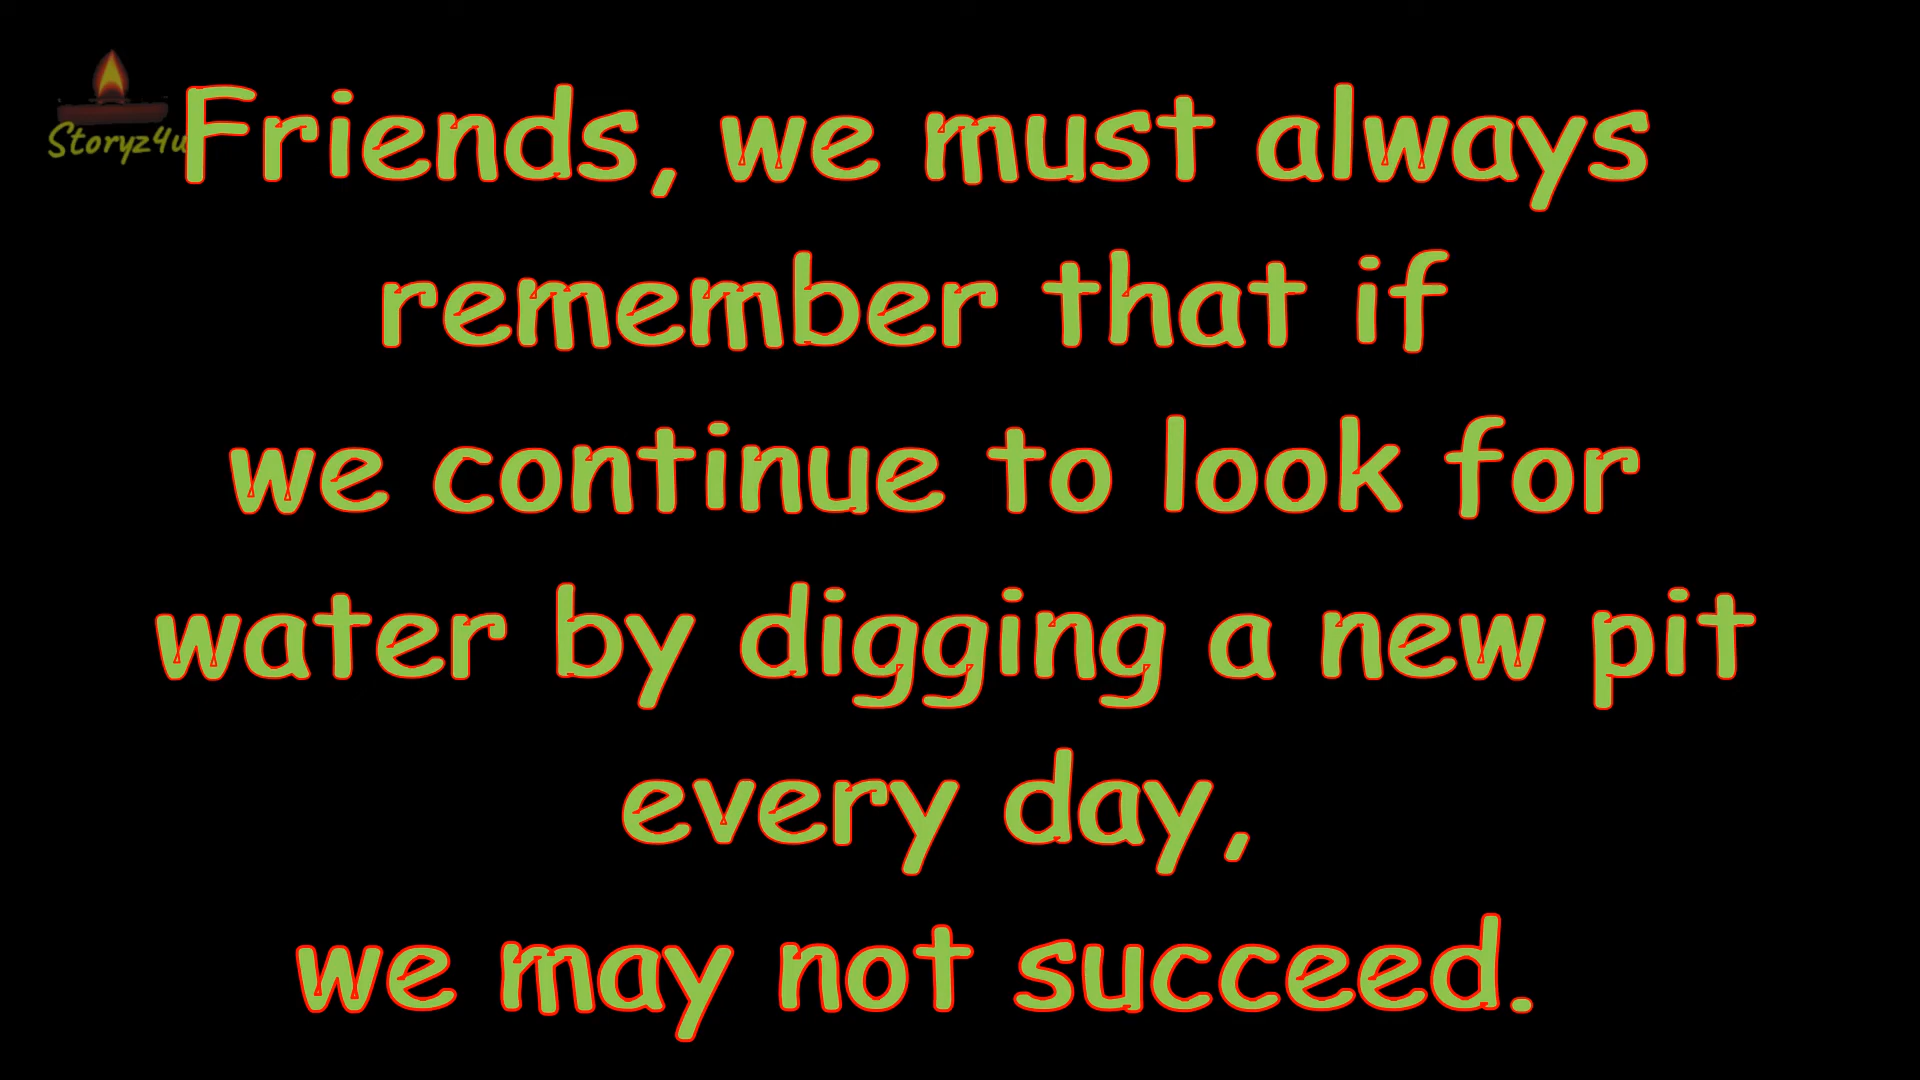 Storyz4u
Friends, we must always
remember that if
we continue to look for
water by digging a new pit
every day,
we may not succeed.